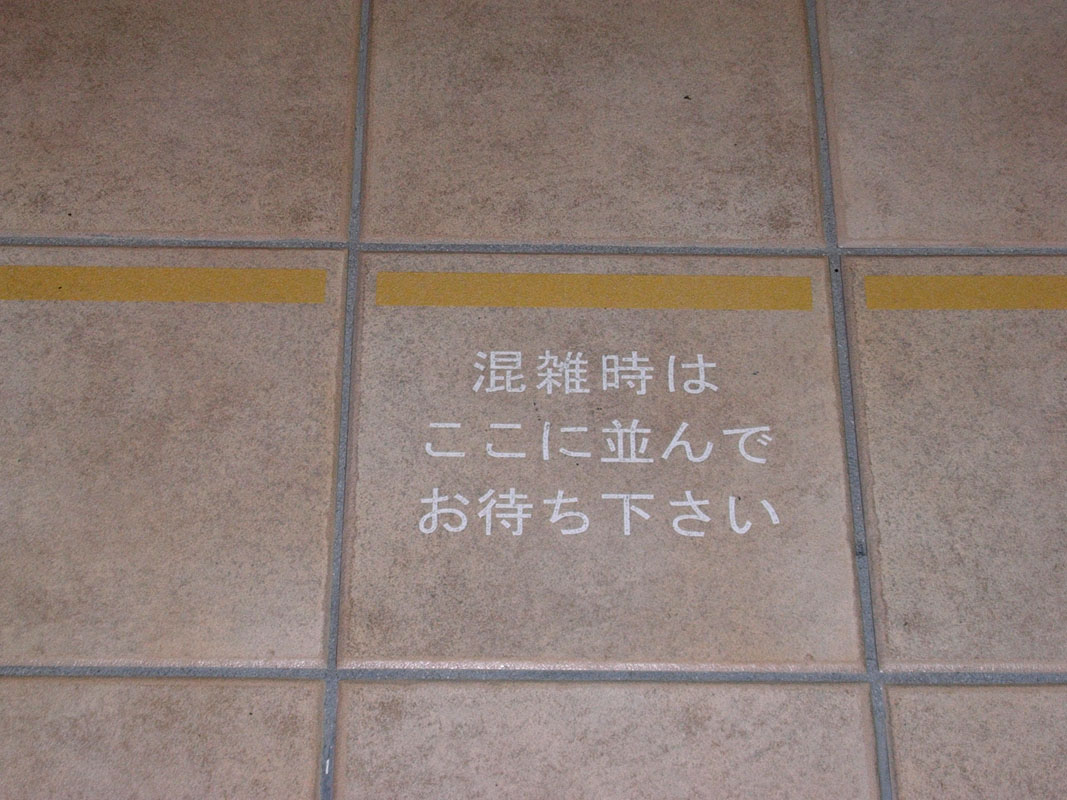 混雑時は
ここに並んで
お待ち下さい